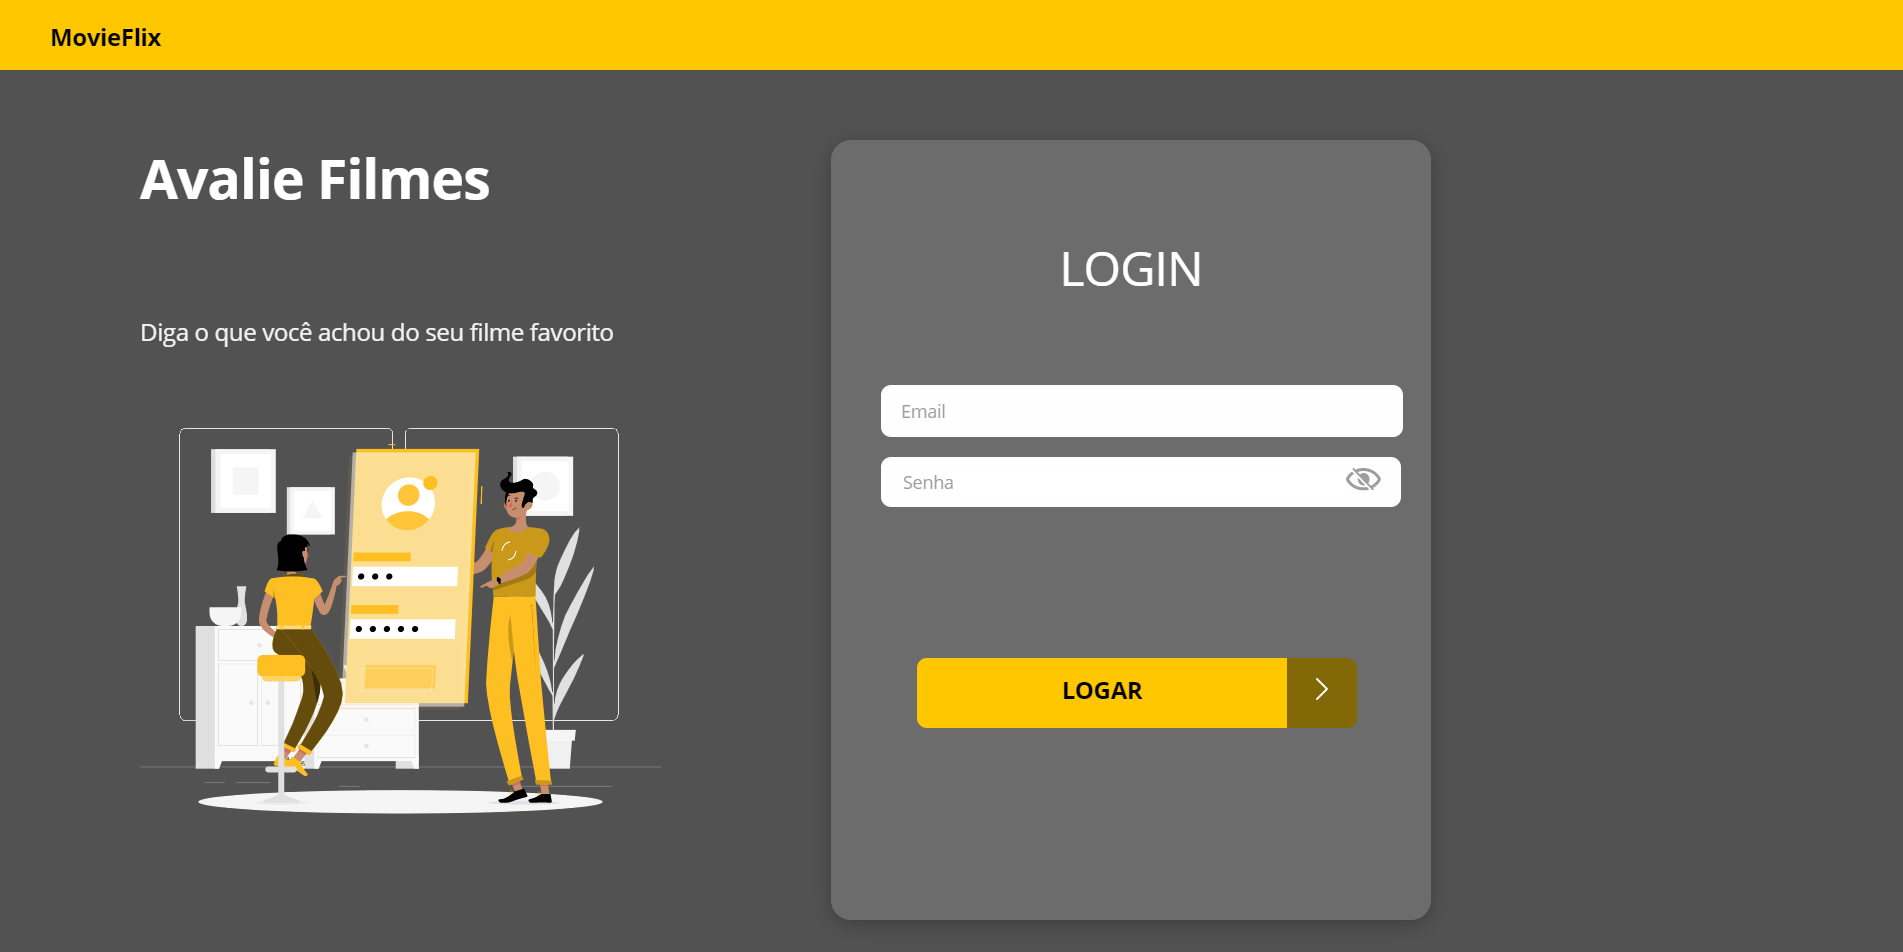 MovieFlix
Avalie Filmes
Diga o que você achou do seu filme favorito
LOGIN
Email
Senha
LOGAR